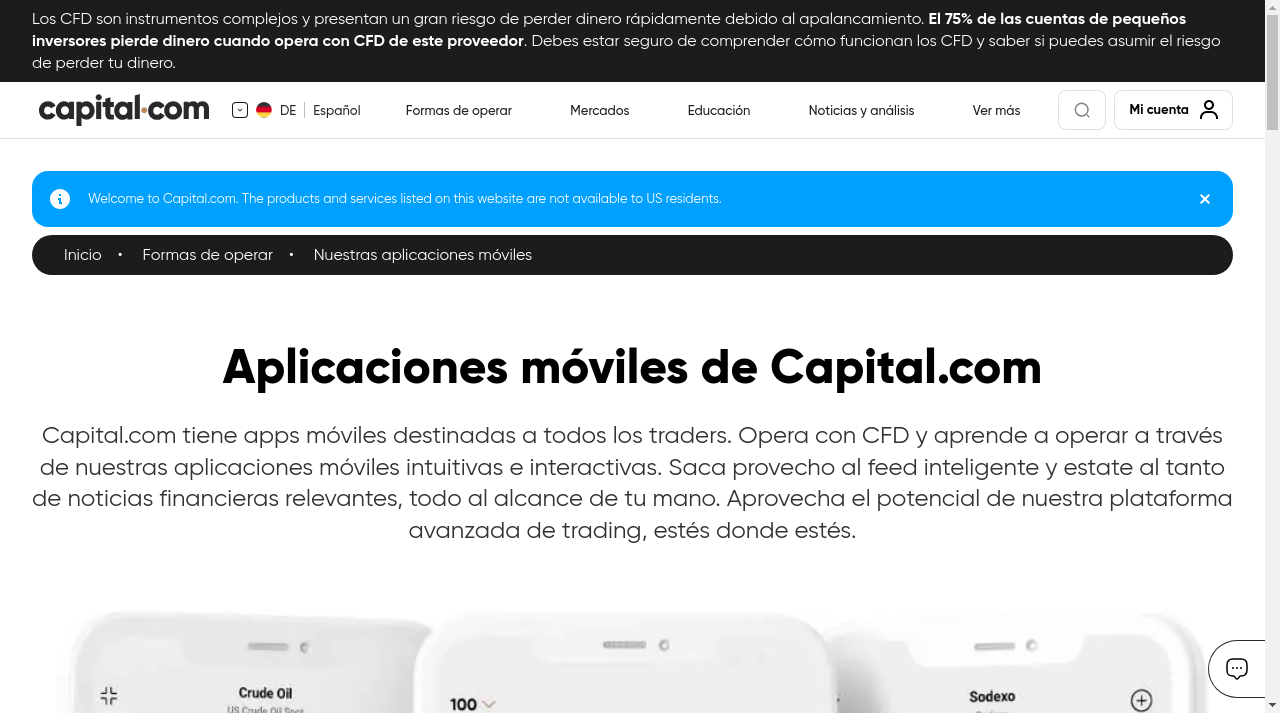 Los CFD son instrumentos complejos y presentan un gran riesgo de perder dinero rápidamente debido al apalancamiento. El 75% de las cuentas de pequeños
inversores pierde dinero cuando opera con CFD de este proveedor. Debes estar seguro de comprender cómo funcionan los CFD y saber si puedes asumir el riesgo
de perder tu dinero.
capital.com DE Español Formas de operar Mercados Educación Noticias y análisis Ver más Mi cuenta
Welcome to Capital.com. The products and services listed on this website are not available to US residents.
Inicio • Formas de operar • Nuestras aplicaciones móviles
Aplicaciones móviles de Capital.com
Capital.com tiene apps móviles destinadas a todos los traders. Opera con CFD y aprende a operar a través
de nuestras aplicaciones móviles intuitivas e interactivas. Saca provecho al feed inteligente y estate al tanto
de noticias financieras relevantes, todo al alcance de tu mano. Aprovecha el potencial de nuestra plataforma
avanzada de trading, estés donde estés.
Crude Oil 100 Sodexo
US Crude Oil Spot